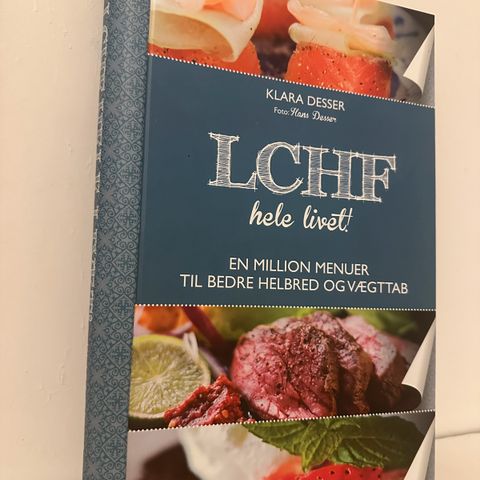 KLARA DESSER
Foto: Hans Desser
LCHF
hele livet!
EN MILLION MENUER
TIL BEDRE HELBRED OG VÆGTTAB